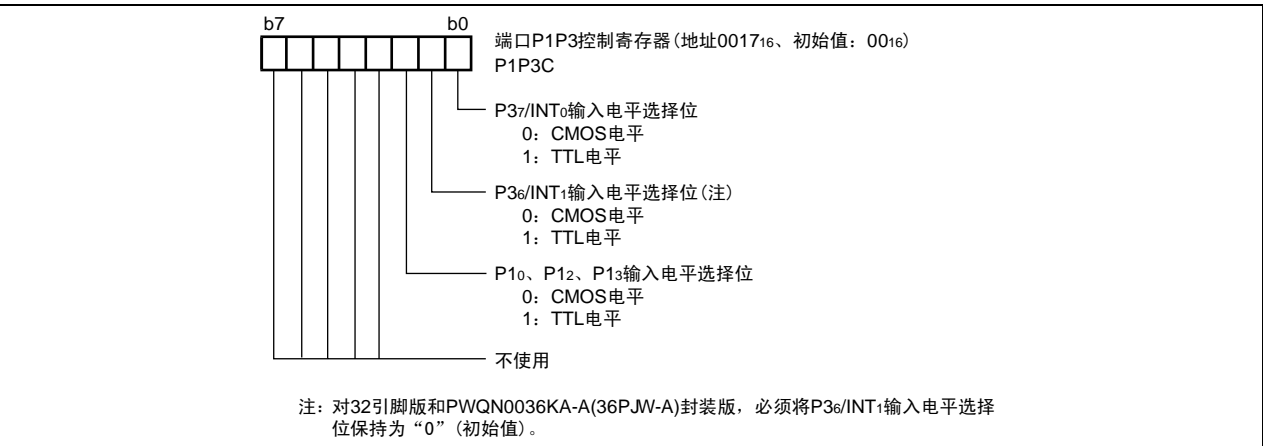 b7 b0
端口P1P3控制寄存器(地址0017₁₆、初始值：00₁₆)
P1P3C
P3₇/INT₀输入电平选择位
0：CMOS电平
1：TTL电平
P3₆/INT₁输入电平选择位(注)
0：CMOS电平
1：TTL电平
P1₀、P1₂、P1₃输入电平选择位
0：CMOS电平
1：TTL电平
不使用
注：对32引脚版和PWQN0036KA-A(36PJW-A)封装版，必须将P3₆/INT₁输入电平选择
位保持为“0”(初始值)。